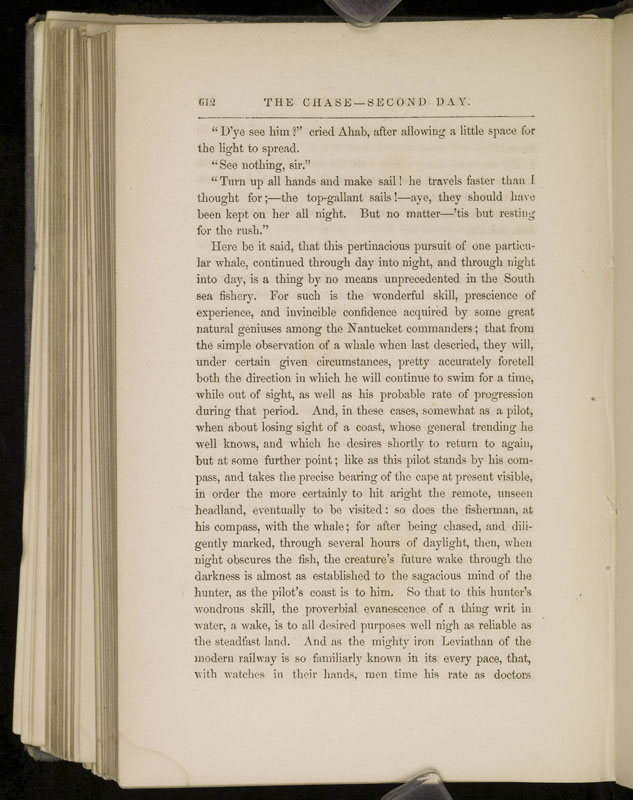 612 THE CHASE—SECOND DAY.
“D’ye see him?” cried Ahab, after allowing a little space for
the light to spread.
“See nothing, sir.”
“Turn up all hands and make sail! he travels faster than I
thought for;—the top-gallant sails!—aye, they should have
been kept on her all night. But no matter—’tis but resting
for the rush.”
Here be it said, that this pertinacious pursuit of one particu-
lar whale, continued through day into night, and through night
into day, is a thing by no means unprecedented in the South
sea fishery. For such is the wonderful skill, prescience of
experience, and invincible confidence acquired by some great
natural geniuses among the Nantucket commanders; that from
the simple observation of a whale when last descried, they will,
under certain given circumstances, pretty accurately foretell
both the direction in which he will continue to swim for a time,
while out of sight, as well as his probable rate of progression
during that period. And, in these cases, somewhat as a pilot,
when about losing sight of a coast, whose general trending he
well knows, and which he desires shortly to return to again,
but at some further point; like as this pilot stands by his com-
pass, and takes the precise bearing of the cape at present visible,
in order the more certainly to hit aright the remote, unseen
headland, eventually to be visited: so does the fisherman, at
his compass, with the whale; for after being chased, and dili-
gently marked, through several hours of daylight, then, when
night obscures the fish, the creature’s future wake through the
darkness is almost as established to the sagacious mind of the
hunter, as the pilot’s coast is to him. So that to this hunter’s
wondrous skill, the proverbial evanescence of a thing writ in
water, a wake, is to all desired purposes well nigh as reliable as
the steadfast land. And as the mighty iron Leviathan of the
modern railway is so familiarly known in its every pace, that,
with watches in their hands, men time his rate as doctors